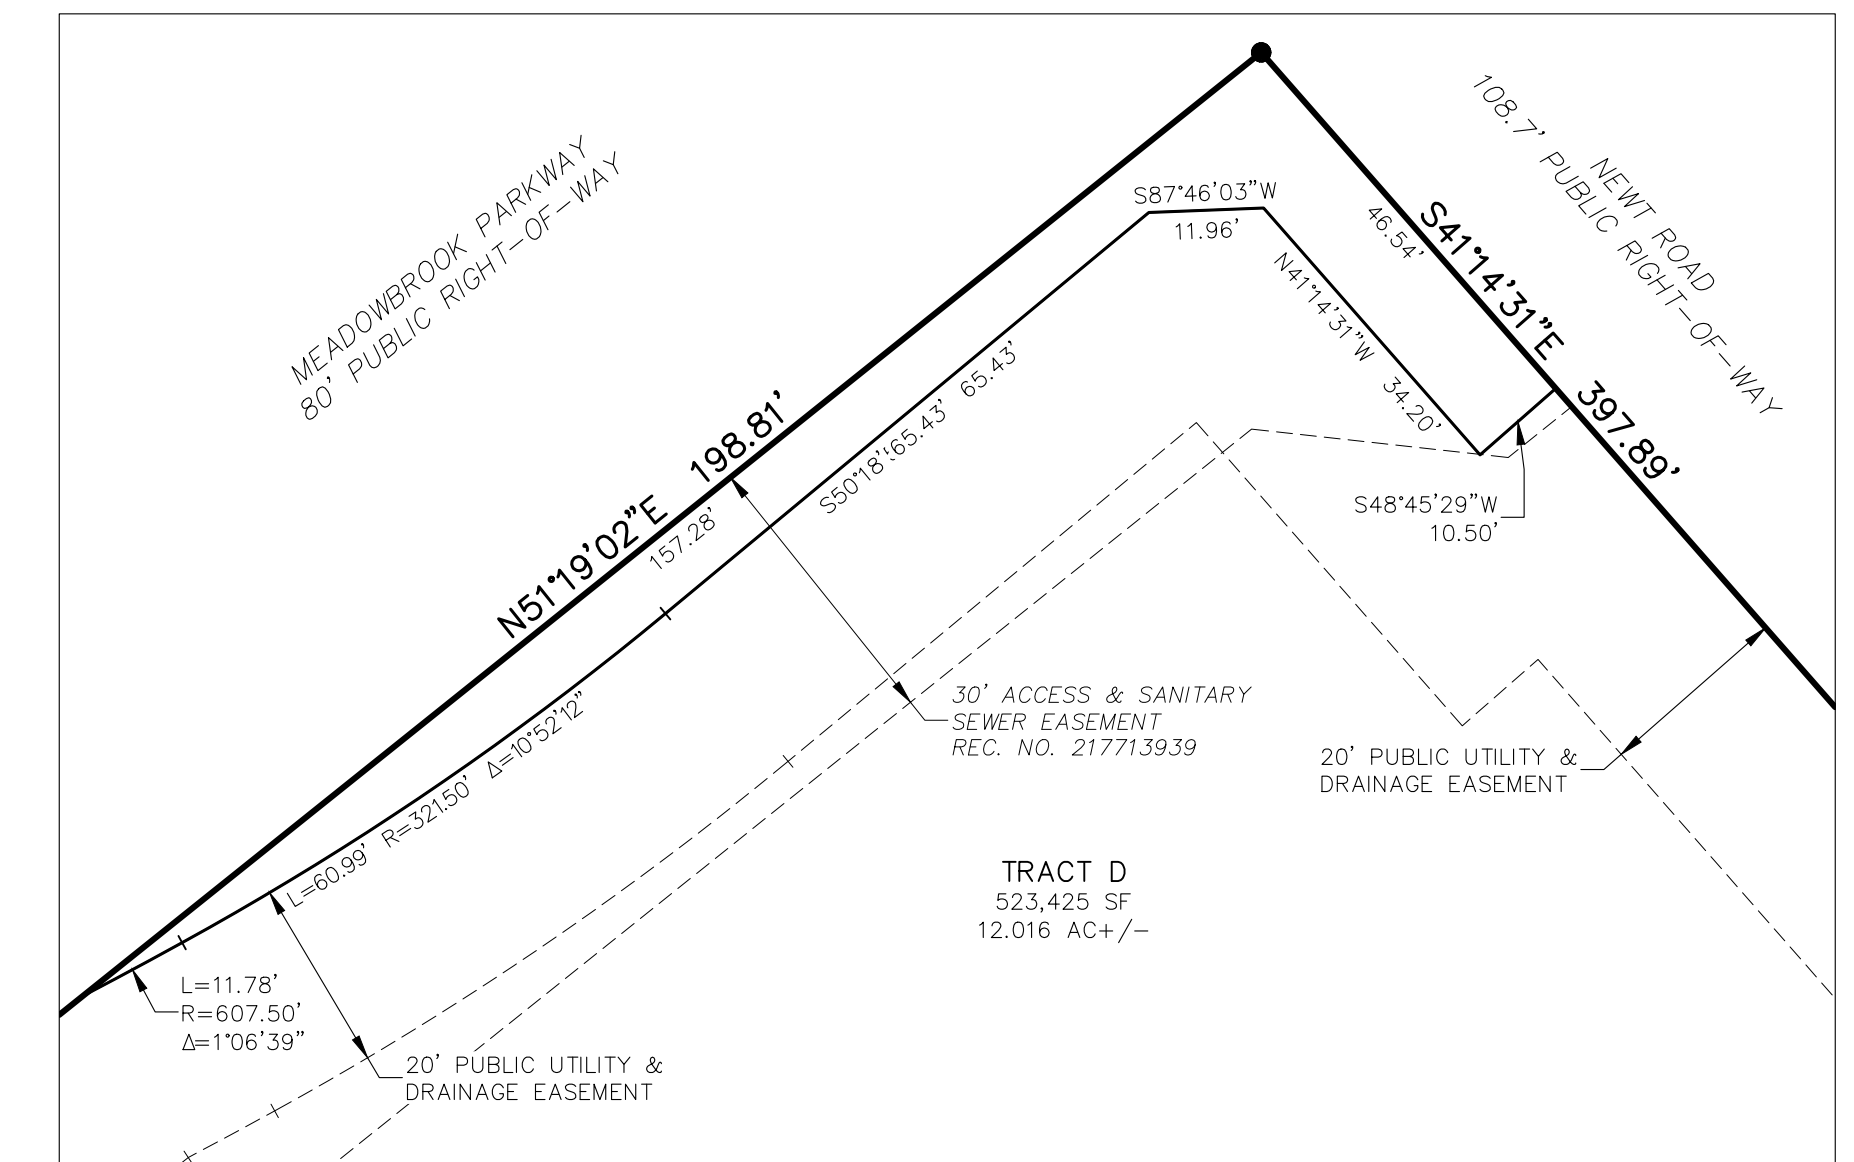 MEADOWBROOK PARKWAY
80' PUBLIC RIGHT-OF-WAY
108.7' PUBLIC RIGHT-OF-WAY
NEWT ROAD
S87°46'03"W
11.96'
46.54'
S41°14'31"E 397.89'
N41°14'31"W 34.20'
S48°45'29"W
10.50'
N51°19'02"E 198.81'
157.28'
S50°18' 65.43' 65.43'
30' ACCESS & SANITARY
SEWER EASEMENT
REC. NO. 217713939
20' PUBLIC UTILITY &
DRAINAGE EASEMENT
L=60.99' R=321.50' Δ=10°52'12"
TRACT D
523,425 SF
12.016 AC+/-
L=11.78'
R=607.50'
Δ=1°06'39"
20' PUBLIC UTILITY &
DRAINAGE EASEMENT